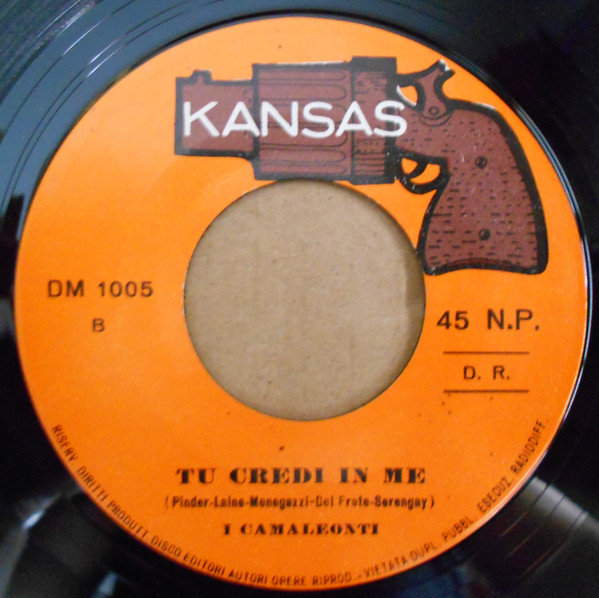 KANSAS
DM 1005
B
45 N.P.
D. R.
TU CREDI IN ME
(Pinder-Laine-Menegazzi-Del Prete-Serengay)
I CAMALEONTI
RISERV. DIRITTI PRODUTT. DISCO EDITORI AUTORI OPERE RIPROD. - VIETATA DUPL. PUBBL. ESECUZ. RADIODIFF.